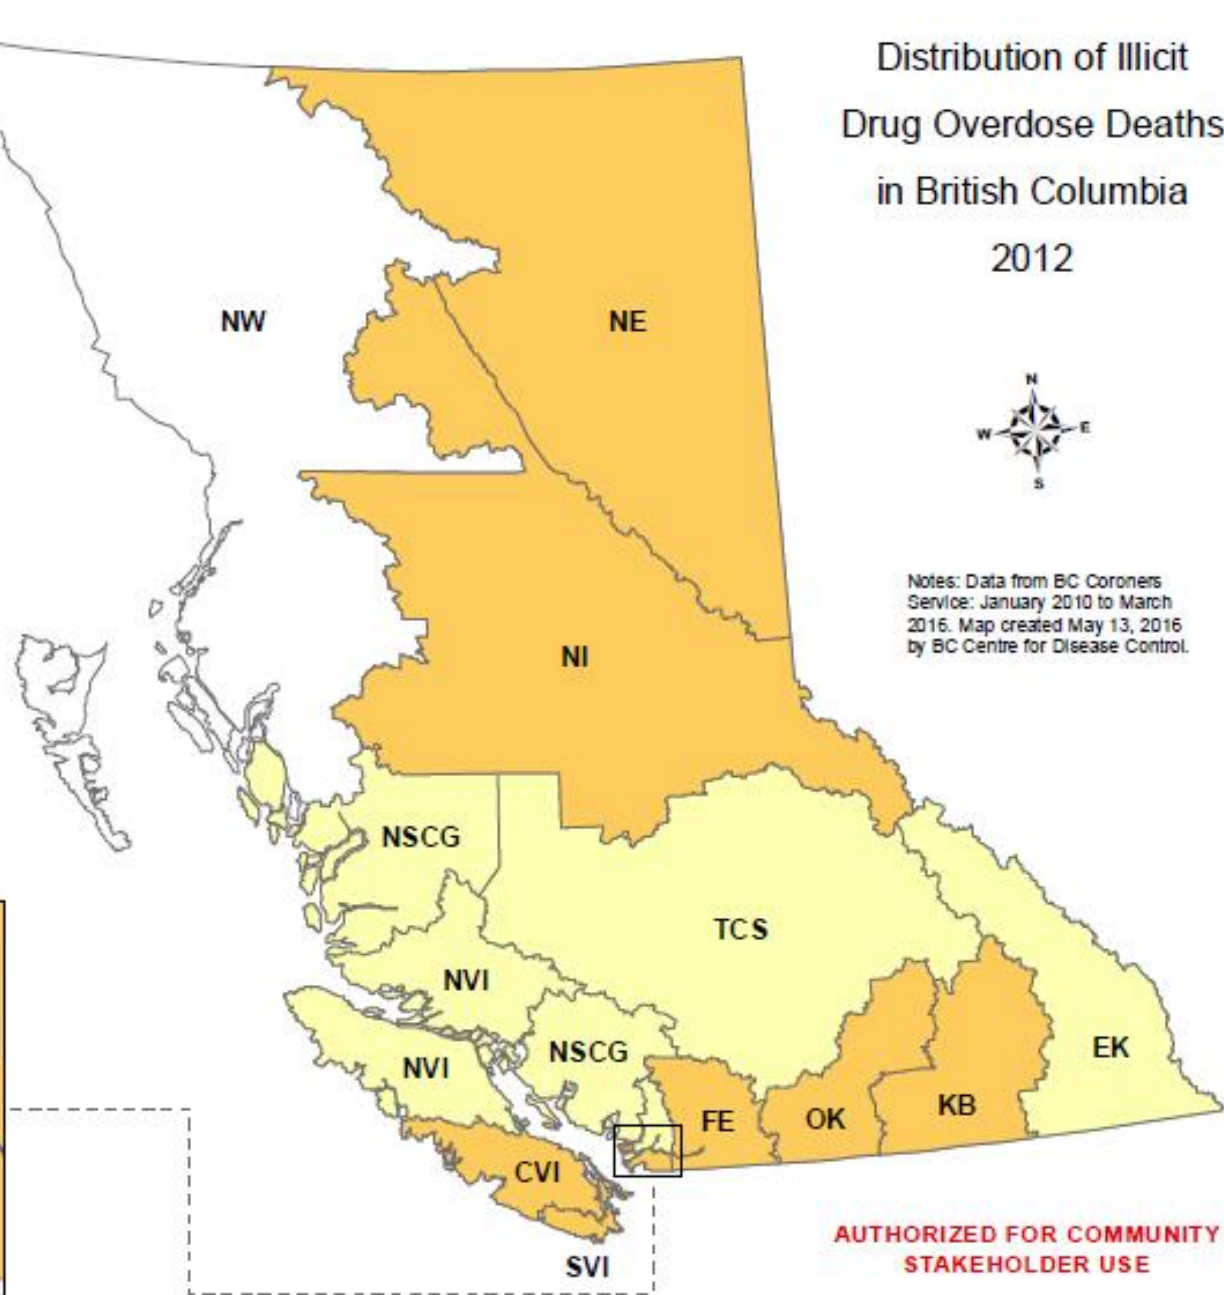 Distribution of Illicit
Drug Overdose Deaths
in British Columbia
2012
NW
NE
N
W
E
S
Notes: Data from BC Coroners
Service: January 2010 to March
2016. Map created May 13, 2016
by BC Centre for Disease Control.
NI
NSCG
TCS
NVI
NSCG
EK
NVI
KB
FE
OK
CVI
AUTHORIZED FOR COMMUNITY
STAKEHOLDER USE
SVI